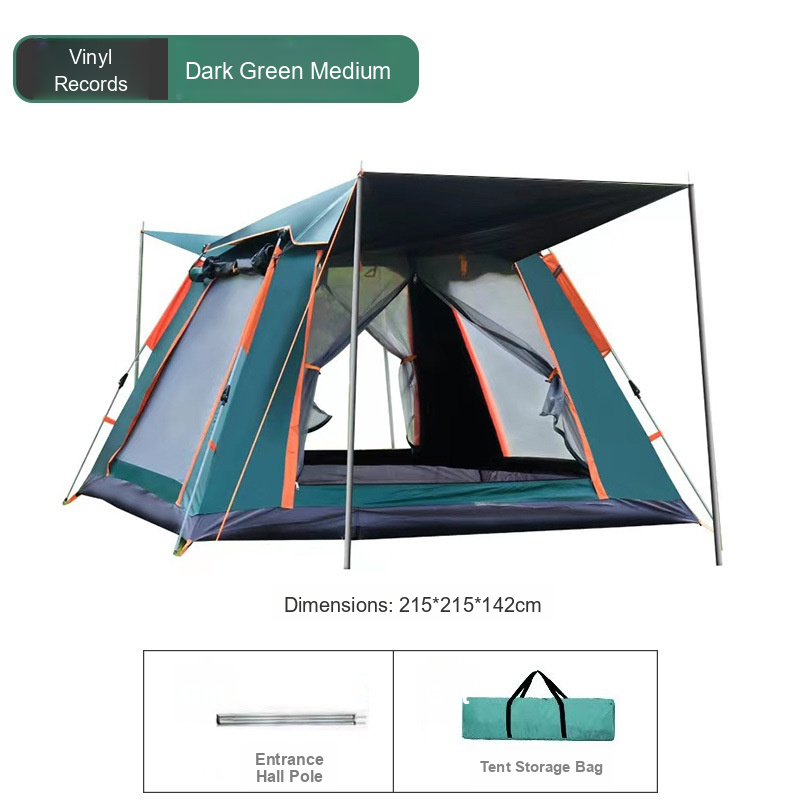 Vinyl
Records
Dark Green Medium
Dimensions: 215*215*142cm
Entrance
Hall Pole
Tent Storage Bag